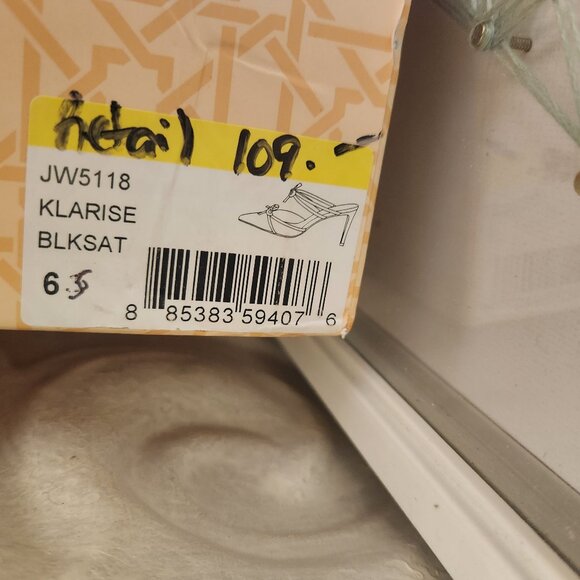 retail 109.—
JW5118
KLARISE
BLKSAT
6.5
8 85383 59407 6